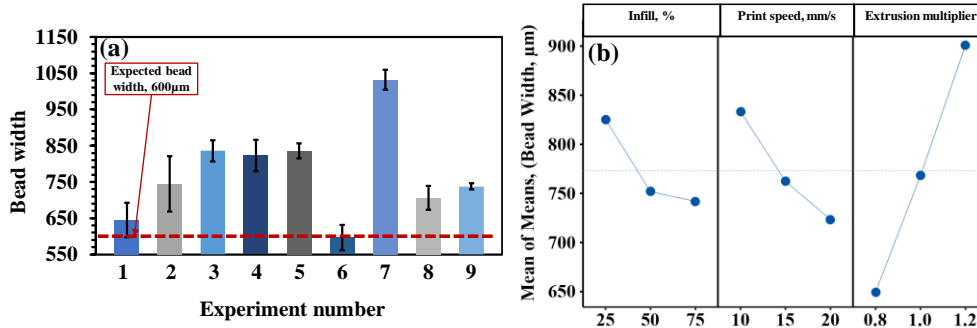 (a)
1150
1050
950
850
750
650
550
Bead width
Expected bead
width, 600µm
1 2 3 4 5 6 7 8 9
Experiment number
Infill, % Print speed, mm/s Extrusion multiplier
(b)
900
850
800
750
700
650
Mean of Means, (Bead Width, µm)
25 50 75 10 15 20 0.8 1.0 1.2